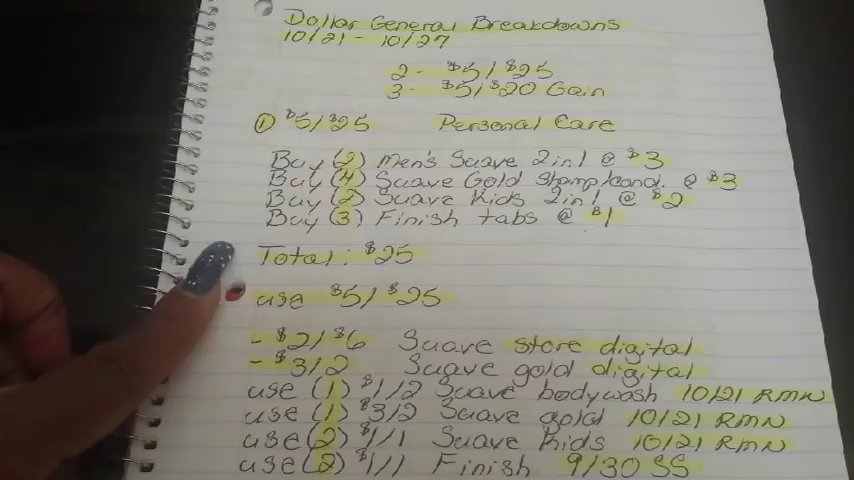 Dollar General Breakdowns
10/21 - 10/27
2 - $5/$25
3 - $5/$20 Gain
① $5/$25 Personal Care
Buy (2) Men's Suave 2in1 @ $3
Buy (4) Suave Gold Shamp/cond. @ $3
Buy (2) Suave Kids 2in1 @ $2
Buy (3) Finish tabs @ $1
Total: $25
use $5/$25
- $2/$6 Suave store digital
- $3/2 Suave gold digital
use (1) $1/2 Suave bodywash 10/21 RMN
use (1) $3/2 Suave gold 10/21 RMN
use (2) $1/1 Suave Kids 10/21 RMN
use (2) $1/1 Finish 9/30 SS